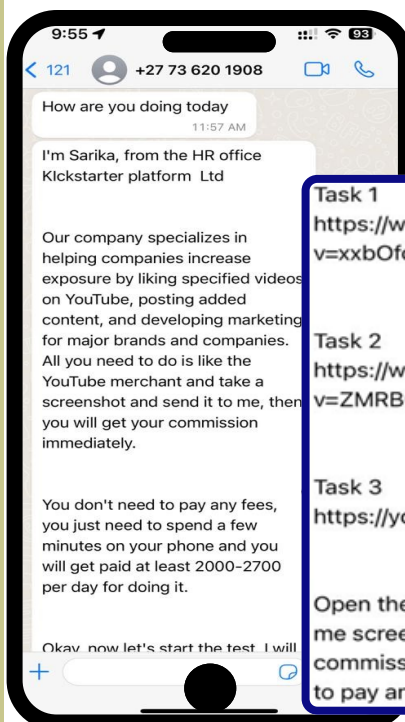 9:55
93
121
+27 73 620 1908
How are you doing today
11:57 AM
I'm Sarika, from the HR office
KIckstarter platform Ltd
Our company specializes in
helping companies increase
exposure by liking specified videos
on YouTube, posting added
content, and developing marketing
for major brands and companies.
All you need to do is like the
YouTube merchant and take a
screenshot and send it to me, then
you will get your commission
immediately.
You don't need to pay any fees,
you just need to spend a few
minutes on your phone and you
will get paid at least 2000-2700
per day for doing it.
Okay, now let's start the test. I will
Task 1
https://w
v=xxbOf
Task 2
https://w
v=ZMRB
Task 3
https://y
Open the
me scree
commiss
to pay a